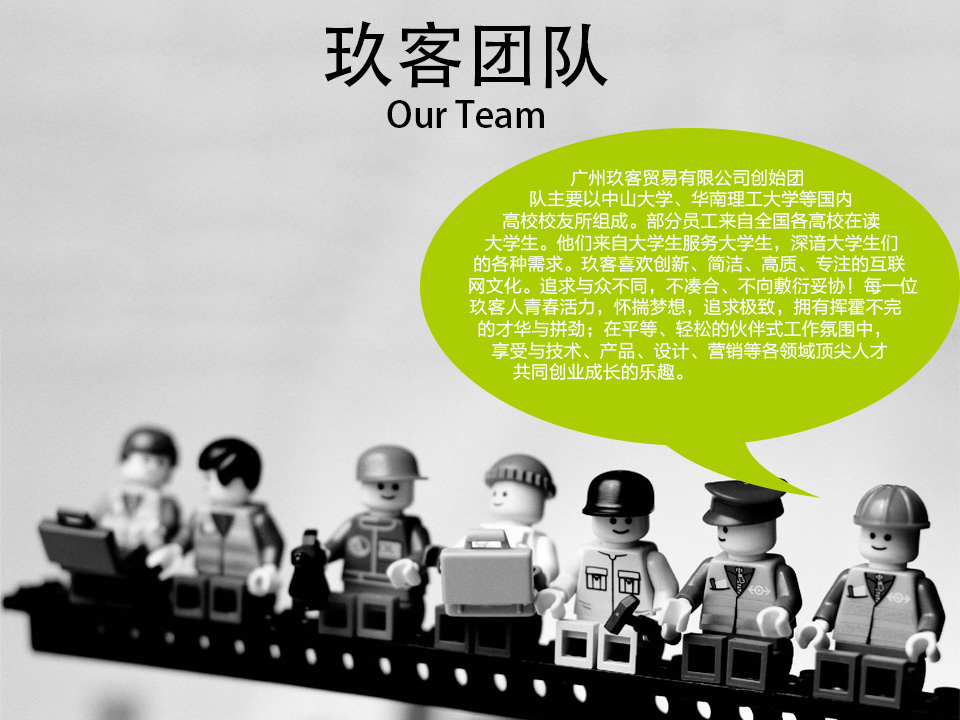 玖客团队
Our Team
广州玖客贸易有限公司创始团
队主要以中山大学、华南理工大学等国内
高校校友所组成。部分员工来自全国各高校在读
大学生。他们来自大学生服务大学生，深谙大学生们
的各种需求。玖客喜欢创新、简洁、高质、专注的互联
网文化。追求与众不同，不凑合、不向敷衍妥协！每一位
玖客人青春活力，怀揣梦想，追求极致，拥有挥霍不完
的才华与拼劲；在平等、轻松的伙伴式工作氛围中，
享受与技术、产品、设计、营销等各领域顶尖人才
共同创业成长的乐趣。